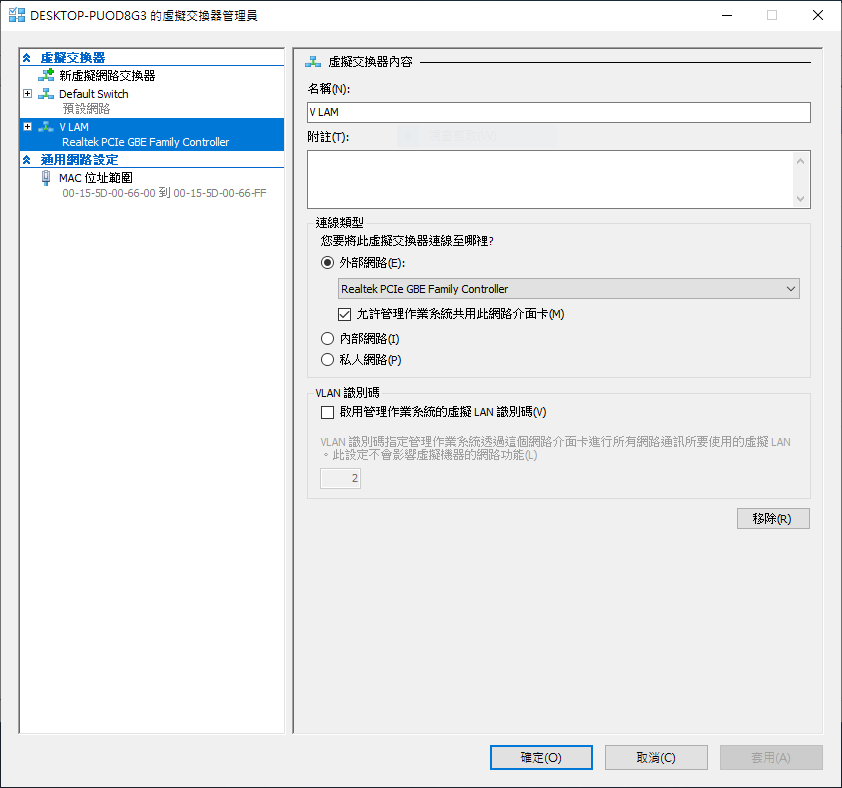 DESKTOP-PUOD8G3 的虛擬交換器管理員
虛擬交換器
新虛擬網路交換器
Default Switch
預設網路
V LAM
Realtek PCIe GBE Family Controller
通用網路設定
MAC 位址範圍
00-15-5D-00-66-00 到 00-15-5D-00-66-FF
虛擬交換器內容
名稱(N):
V LAM
附註(T):
連線類型
您要將此虛擬交換器連線至哪裡?
外部網路(E):
Realtek PCIe GBE Family Controller
允許管理作業系統共用此網路介面卡(M)
內部網路(I)
私人網路(P)
VLAN 識別碼
啟用管理作業系統的虛擬 LAN 識別碼(V)
VLAN 識別碼指定管理作業系統透過這個網路介面卡進行所有網路通訊所要使用的虛擬 LAN
。此設定不會影響虛擬機器的網路功能(L)
2
移除(R)
確定(O)
取消(C)
套用(A)